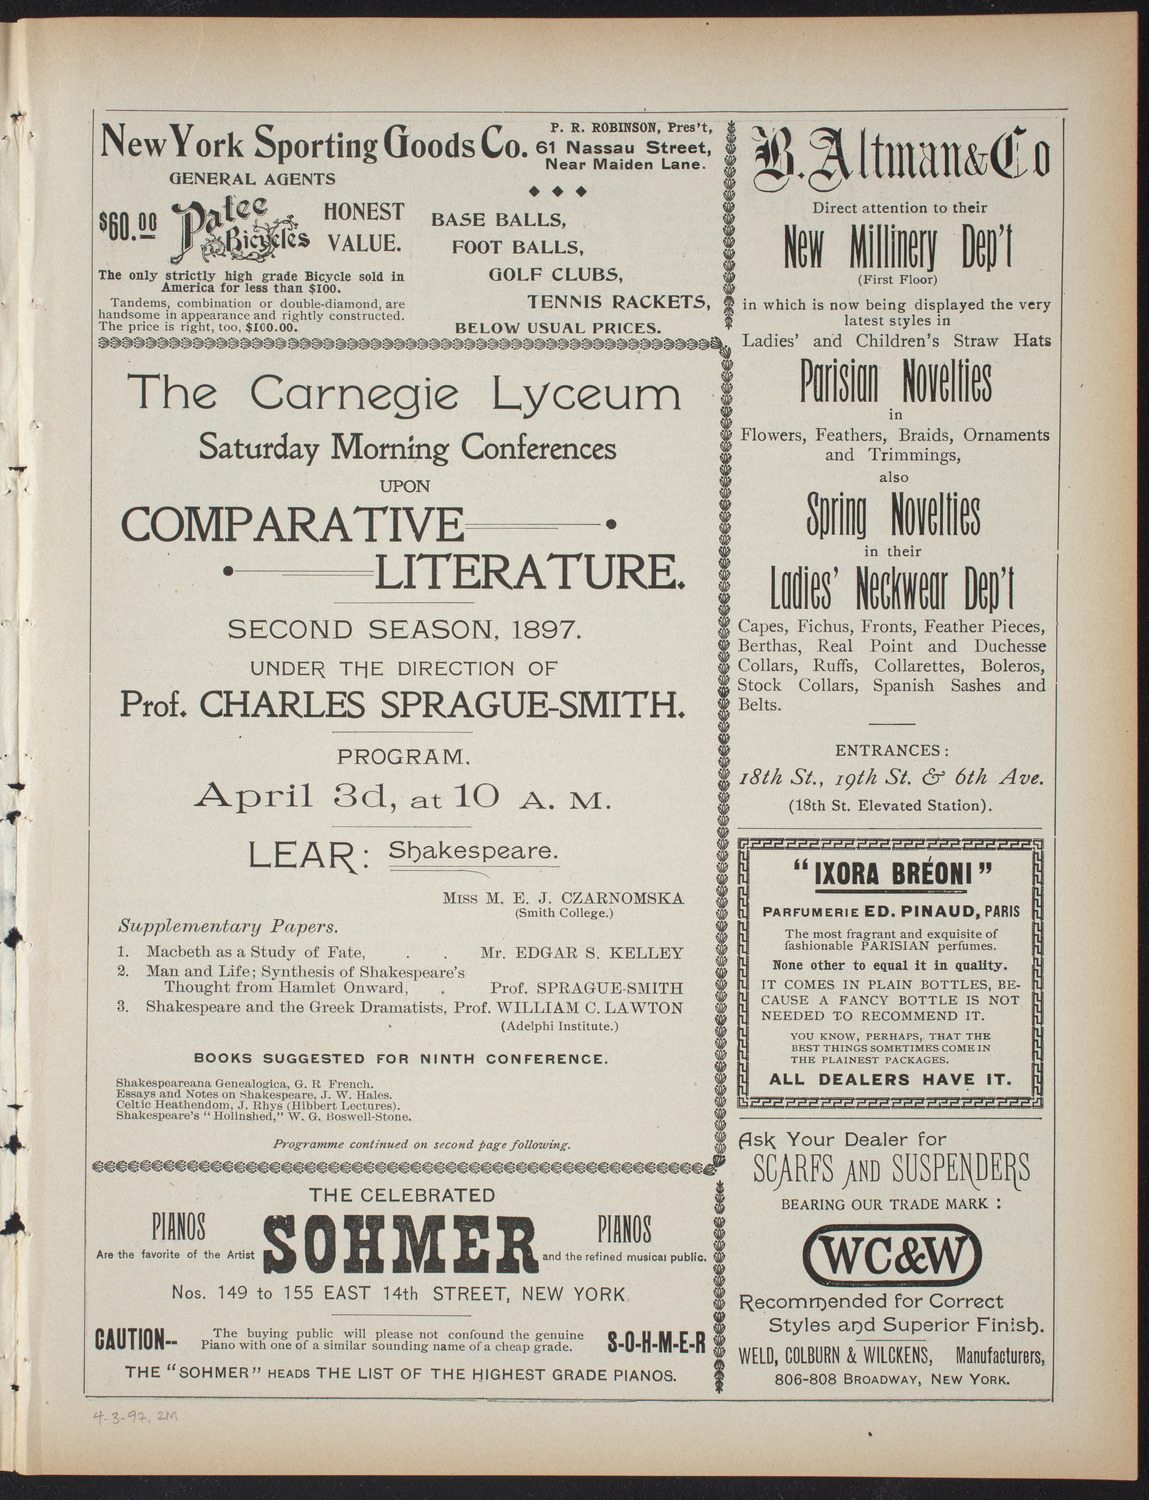 New York Sporting Goods Co.
P. R. ROBINSON, Pres't,
61 Nassau Street,
Near Maiden Lane.
GENERAL AGENTS
$60.00
Patee
Bicycles
HONEST
VALUE.
The only strictly high grade Bicycle sold in
America for less than $100.
Tandems, combination or double-diamond, are
handsome in appearance and rightly constructed.
The price is right, too, $100.00.
BASE BALLS,
FOOT BALLS,
GOLF CLUBS,
TENNIS RACKETS,
BELOW USUAL PRICES.
The Carnegie Lyceum
Saturday Morning Conferences
UPON
COMPARATIVE
LITERATURE.
SECOND SEASON, 1897.
UNDER THE DIRECTION OF
Prof. CHARLES SPRAGUE-SMITH.
PROGRAM.
April 3d, at 10 A. M.
LEAR: Shakespeare.
Miss M. E. J. CZARNOMSKA
(Smith College.)
Supplementary Papers.
1. Macbeth as a Study of Fate, . . Mr. EDGAR S. KELLEY
2. Man and Life; Synthesis of Shakespeare's
Thought from Hamlet Onward, . Prof. SPRAGUE-SMITH
3. Shakespeare and the Greek Dramatists, Prof. WILLIAM C. LAWTON
(Adelphi Institute.)
BOOKS SUGGESTED FOR NINTH CONFERENCE.
Shakespeareana Genealogica, G. R French.
Essays and Notes on Shakespeare, J. W. Hales.
Celtic Heathendom, J. Rhys (Hibbert Lectures).
Shakespeare's "Holinshed," W. G. Boswell-Stone.
Programme continued on second page following.
THE CELEBRATED
PIANOS SOHMER PIANOS
Are the favorite of the Artist and the refined musical public.
Nos. 149 to 155 EAST 14th STREET, NEW YORK
CAUTION--
The buying public will please not confound the genuine
Piano with one of a similar sounding name of a cheap grade.
S-O-H-M-E-R
THE "SOHMER" HEADS THE LIST OF THE HIGHEST GRADE PIANOS.
B. Altman & Co
Direct attention to their
New Millinery Dep't
(First Floor)
in which is now being displayed the very
latest styles in
Ladies' and Children's Straw Hats
Parisian Novelties
in
Flowers, Feathers, Braids, Ornaments
and Trimmings,
also
Spring Novelties
in their
Ladies' Neckwear Dep't
Capes, Fichus, Fronts, Feather Pieces,
Berthas, Real Point and Duchesse
Collars, Ruffs, Collarettes, Boleros,
Stock Collars, Spanish Sashes and
Belts.
ENTRANCES:
18th St., 19th St. & 6th Ave.
(18th St. Elevated Station).
"IXORA BRÉONI"
PARFUMERIE ED. PINAUD, PARIS
The most fragrant and exquisite of
fashionable PARISIAN perfumes.
None other to equal it in quality.
IT COMES IN PLAIN BOTTLES, BE-
CAUSE A FANCY BOTTLE IS NOT
NEEDED TO RECOMMEND IT.
YOU KNOW, PERHAPS, THAT THE
BEST THINGS SOMETIMES COME IN
THE PLAINEST PACKAGES.
ALL DEALERS HAVE IT.
Ask Your Dealer for
SCARFS AND SUSPENDERS
BEARING OUR TRADE MARK:
WC&W
Recommended for Correct
Styles and Superior Finish.
WELD, COLBURN & WILCKENS, Manufacturers,
806-808 BROADWAY, NEW YORK.
4-3-97, 2M